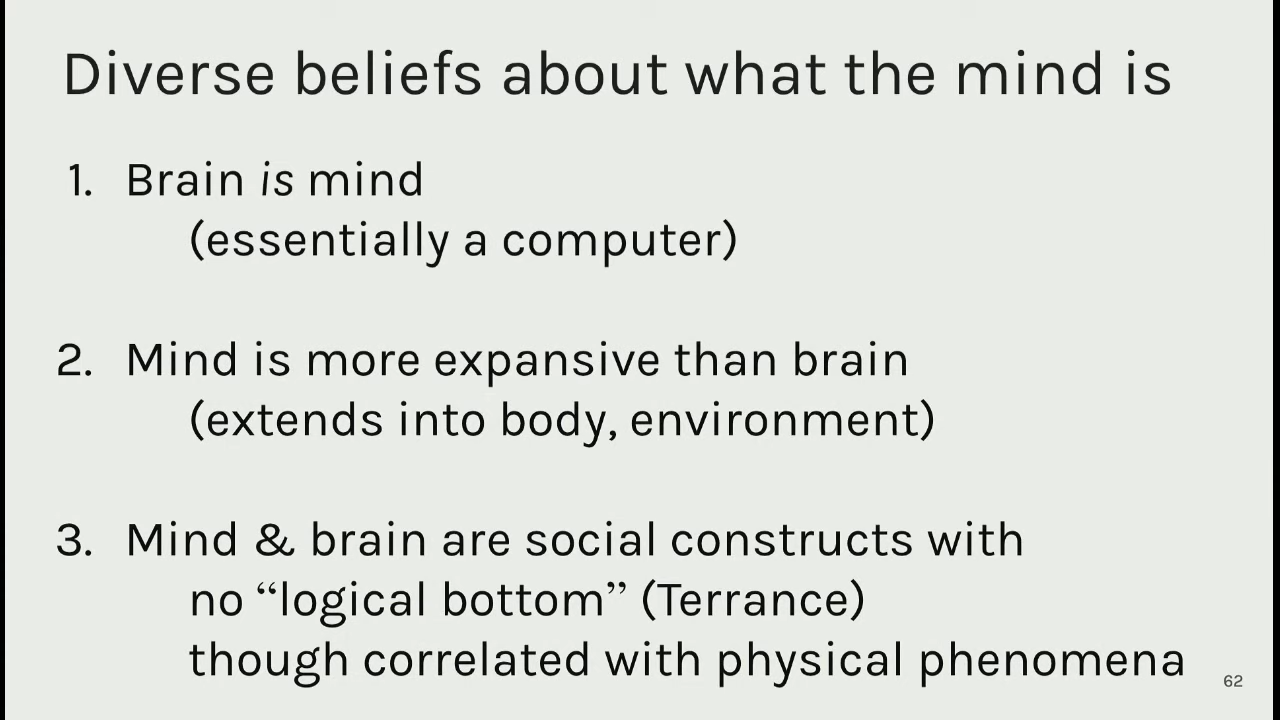 Diverse beliefs about what the mind is
1. Brain is mind
(essentially a computer)
2. Mind is more expansive than brain
(extends into body, environment)
3. Mind & brain are social constructs with
no “logical bottom” (Terrance)
though correlated with physical phenomena
62